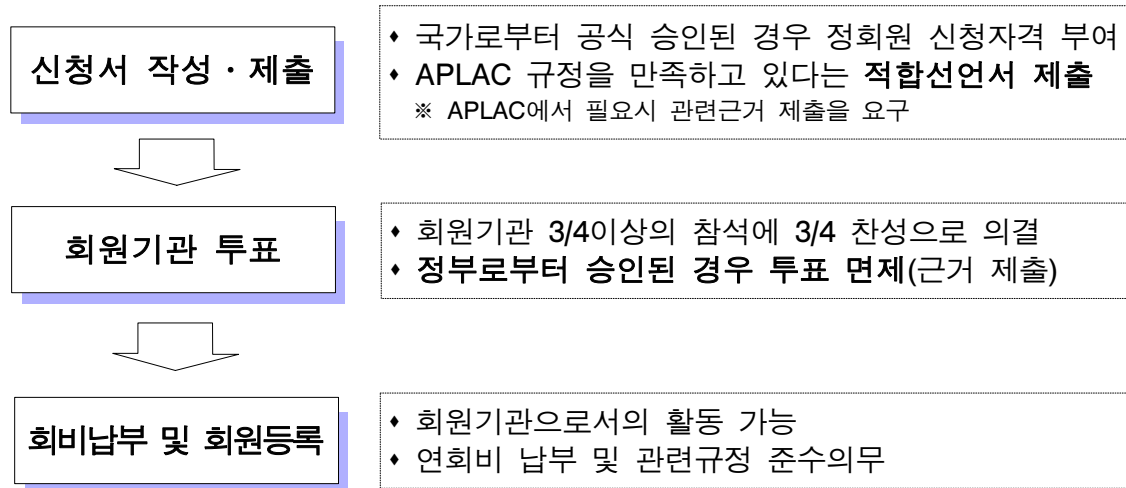 신청서 작성 · 제출
⬧ 국가로부터 공식 승인된 경우 정회원 신청자격 부여
⬧ APLAC 규정을 만족하고 있다는 적합선언서 제출
※ APLAC에서 필요시 관련근거 제출을 요구
회원기관 투표
⬧ 회원기관 3/4이상의 참석에 3/4 찬성으로 의결
⬧ 정부로부터 승인된 경우 투표 면제(근거 제출)
회비납부 및 회원등록
⬧ 회원기관으로서의 활동 가능
⬧ 연회비 납부 및 관련규정 준수의무